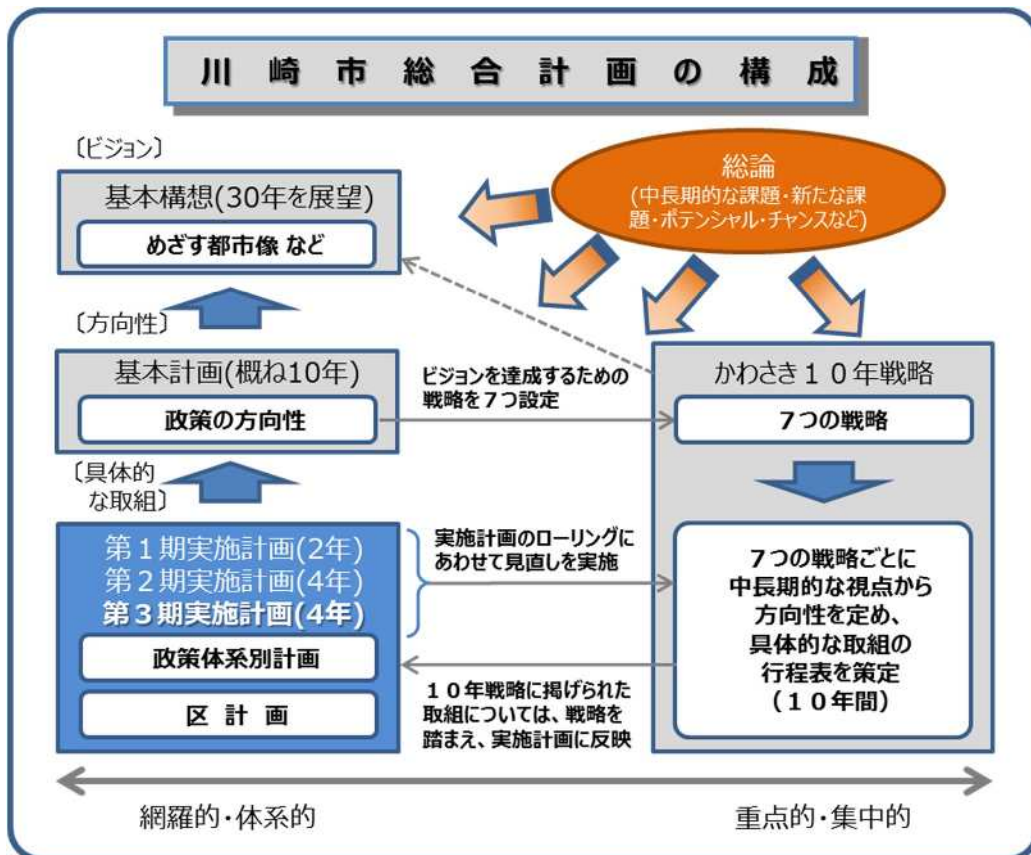 川崎市総合計画の構成
〔ビジョン〕
基本構想(30年を展望)
めざす都市像 など
総論
(中長期的な課題・新たな課
題・ポテンシャル・チャンスなど)
〔方向性〕
基本計画(概ね10年)
政策の方向性
ビジョンを達成するための
戦略を７つ設定
かわさき１０年戦略
７つの戦略
〔具体的
な取組〕
第１期実施計画(2年)
第２期実施計画(4年)
第３期実施計画(4年)
政策体系別計画
区 計 画
実施計画のローリングに
あわせて見直しを実施
１０年戦略に掲げられた
取組については、戦略を
踏まえ、実施計画に反映
７つの戦略ごとに
中長期的な視点から
方向性を定め、
具体的な取組の
行程表を策定
（１０年間）
網羅的・体系的
重点的・集中的